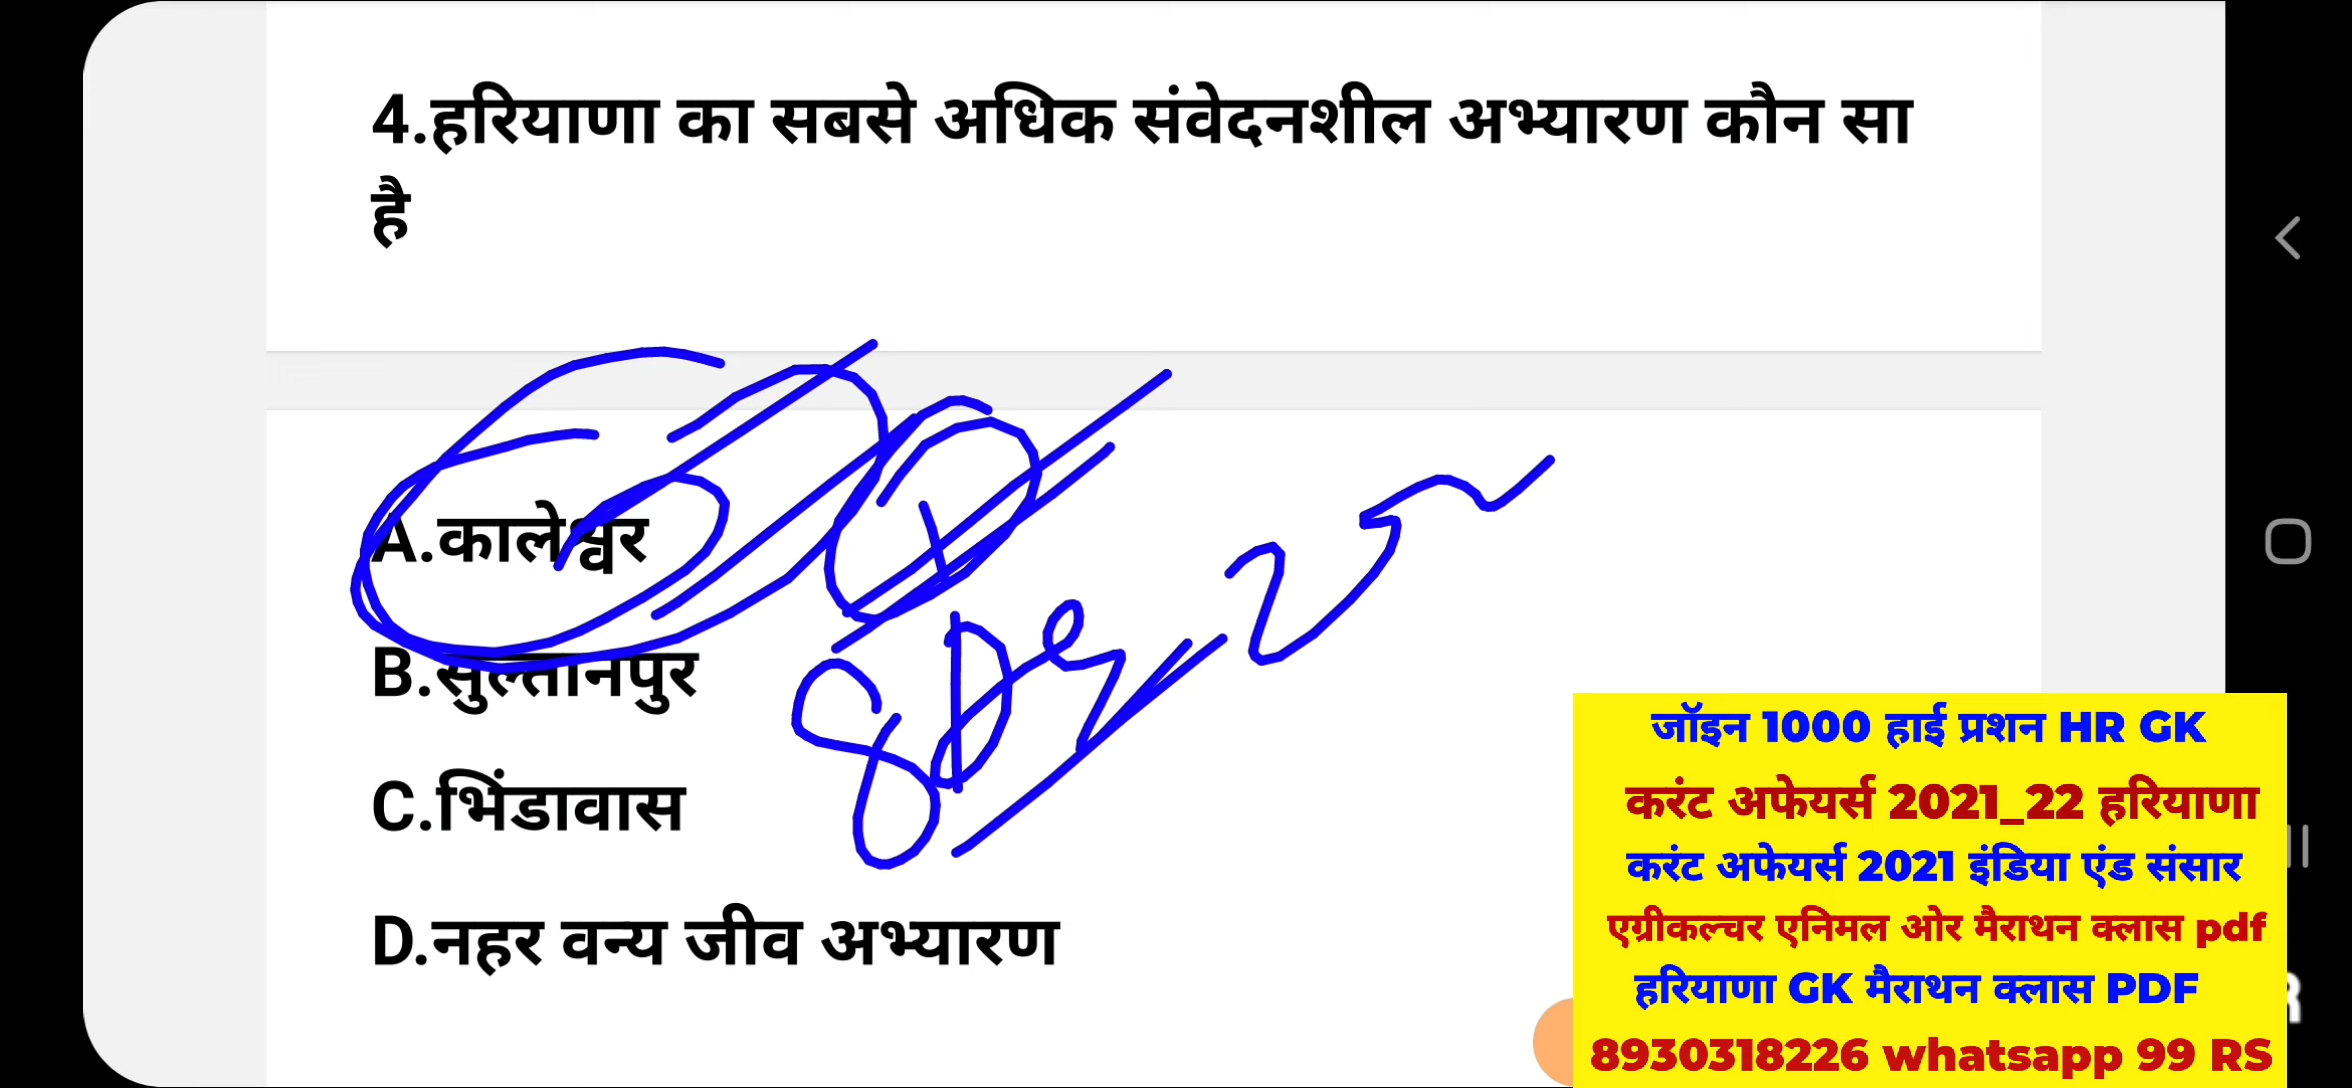 4.हरियाणा का सबसे अधिक संवेदनशील अभ्यारण कौन सा
है
A.कालेश्वर
B.सुल्तानपुर
C.भिंडावास
D.नहर वन्य जीव अभ्यारण
जॉइन 1000 हाई प्रशन HR GK
करंट अफेयर्स 2021_22 हरियाणा
करंट अफेयर्स 2021 इंडिया एंड संसार
एग्रीकल्चर एनिमल ओर मैराथन क्लास pdf
हरियाणा GK मैराथन क्लास PDF
8930318226 whatsapp 99 RS